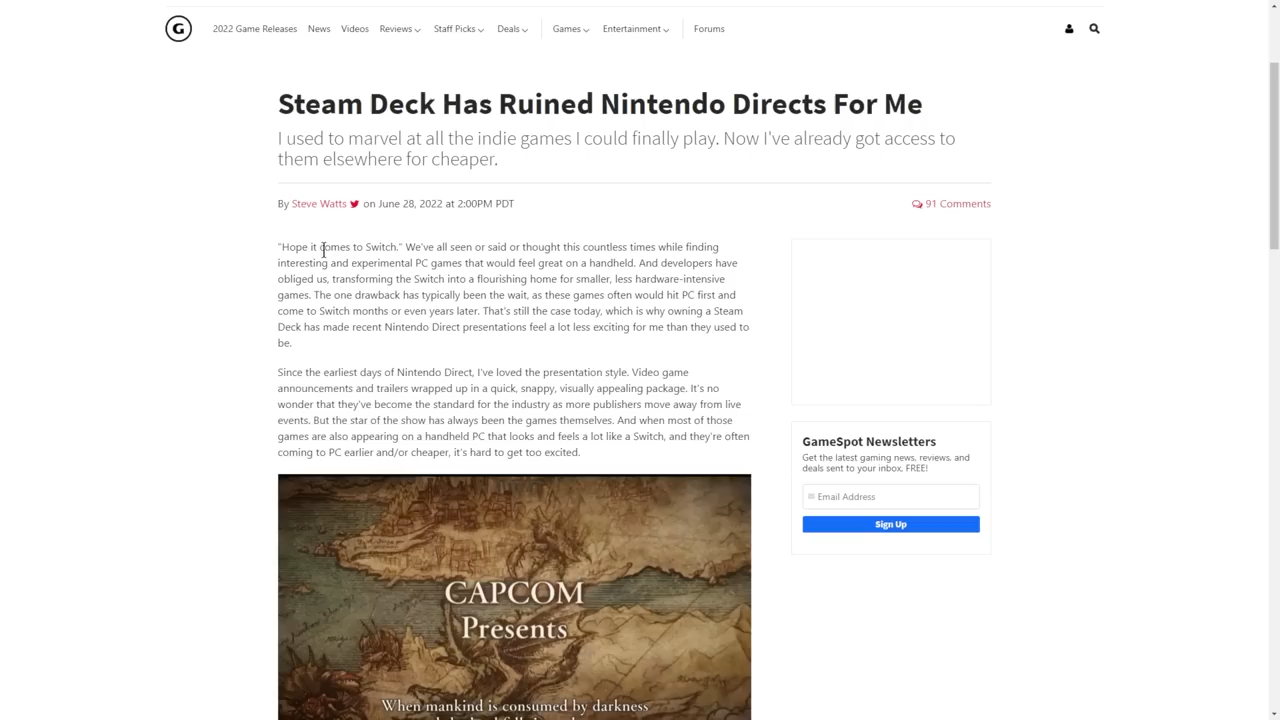 G 2022 Game Releases News Videos Reviews Staff Picks Deals Games Entertainment Forums
Steam Deck Has Ruined Nintendo Directs For Me
I used to marvel at all the indie games I could finally play. Now I've already got access to
them elsewhere for cheaper.
By Steve Watts on June 28, 2022 at 2:00PM PDT
91 Comments
"Hope it comes to Switch." We've all seen or said or thought this countless times while finding
interesting and experimental PC games that would feel great on a handheld. And developers have
obliged us, transforming the Switch into a flourishing home for smaller, less hardware-intensive
games. The one drawback has typically been the wait, as these games often would hit PC first and
come to Switch months or even years later. That's still the case today, which is why owning a Steam
Deck has made recent Nintendo Direct presentations feel a lot less exciting for me than they used to
be.
Since the earliest days of Nintendo Direct, I've loved the presentation style. Video game
announcements and trailers wrapped up in a quick, snappy, visually appealing package. It's no
wonder that they've become the standard for the industry as more publishers move away from live
events. But the star of the show has always been the games themselves. And when most of those
games are also appearing on a handheld PC that looks and feels a lot like a Switch, and they're often
coming to PC earlier and/or cheaper, it's hard to get too excited.
CAPCOM
Presents
When mankind is consumed by darkness
GameSpot Newsletters
Get the latest gaming news, reviews, and
deals sent to your inbox, FREE!
Email Address
Sign Up